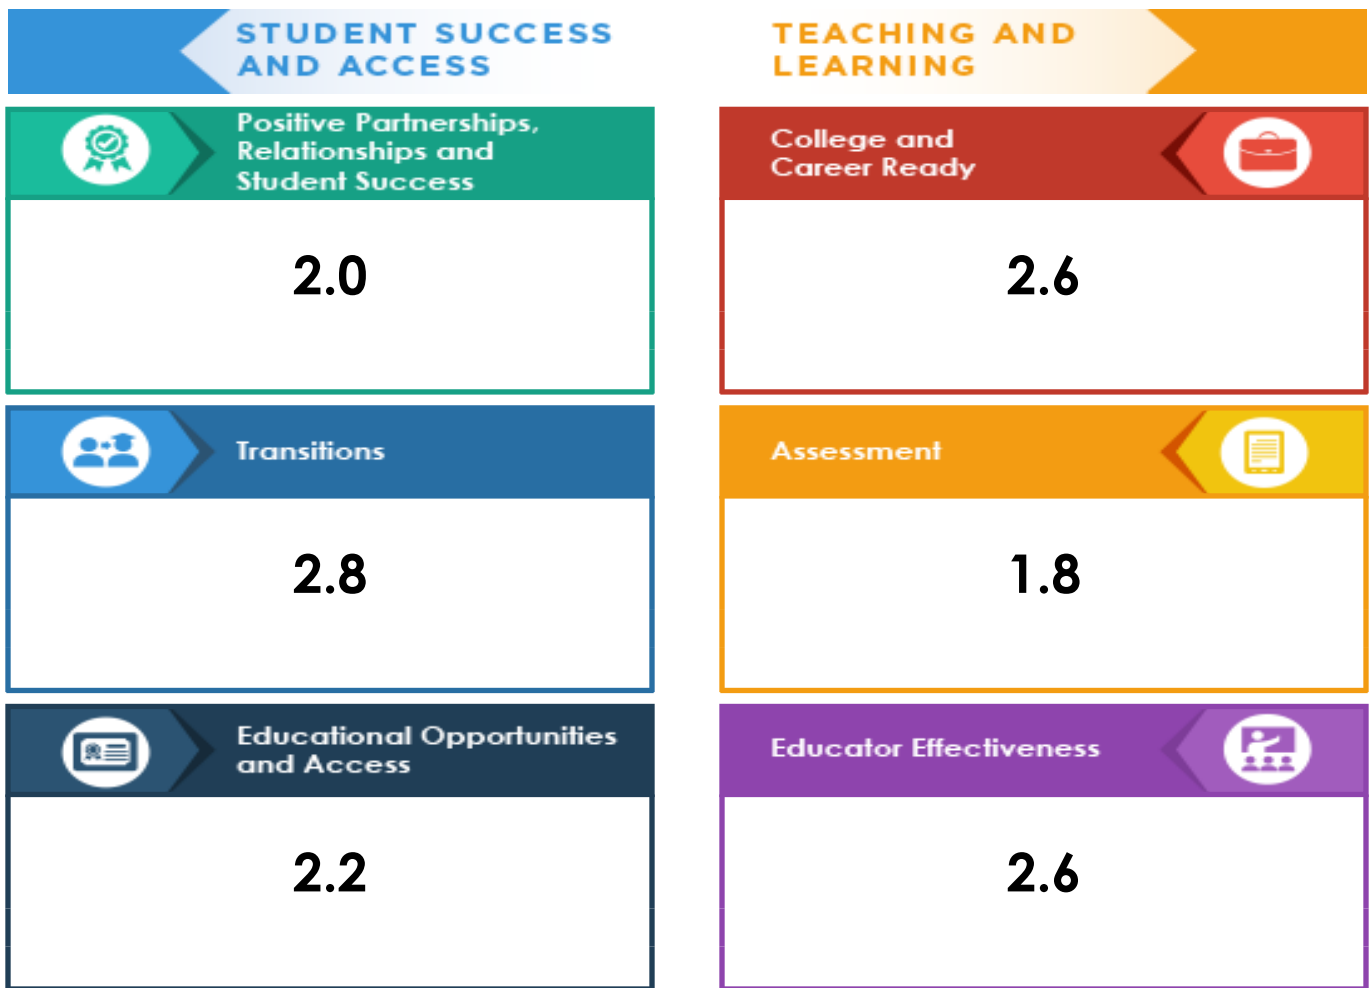 STUDENT SUCCESS
AND ACCESS
TEACHING AND
LEARNING
Positive Partnerships,
Relationships and
Student Success
2.0
College and
Career Ready
2.6
Transitions
2.8
Assessment
1.8
Educational Opportunities
and Access
2.2
Educator Effectiveness
2.6